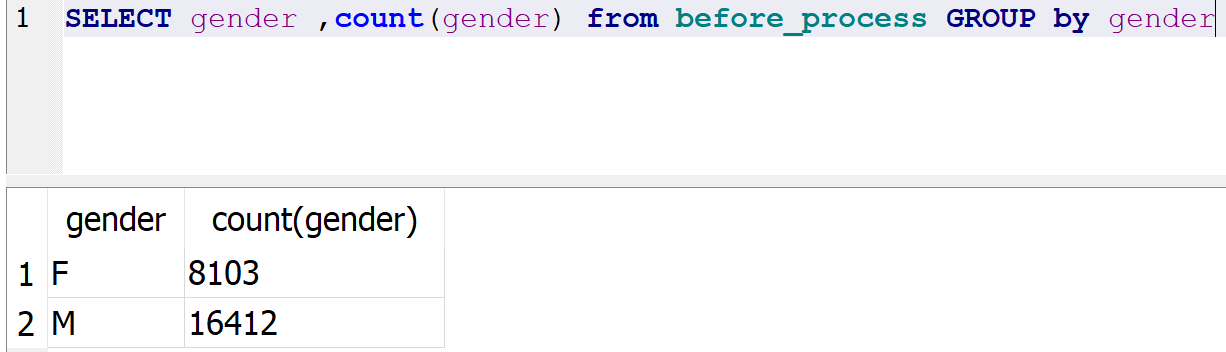 1 SELECT gender ,count(gender) from before_process GROUP by gender
gender count(gender)
1 F 8103
2 M 16412